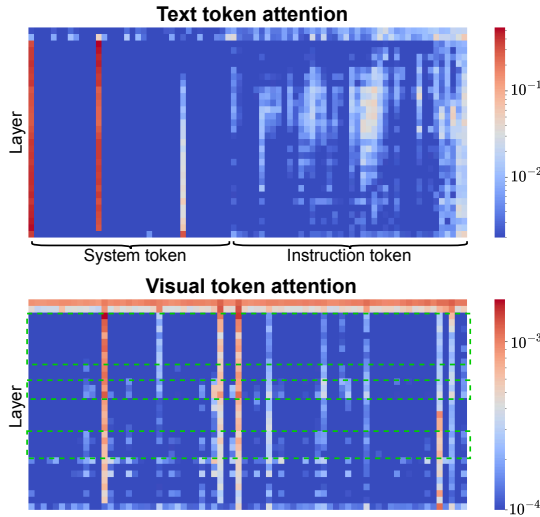 Text token attention
Layer
10⁻¹
10⁻²
System token
Instruction token
Visual token attention
Layer
10⁻³
10⁻⁴